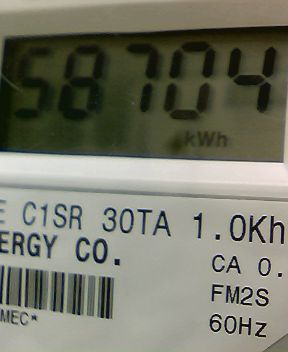 58704
kWh
E C1SR 30TA 1.0Kh
ERGY CO.
CA 0.
FM2S
MEC*
60Hz